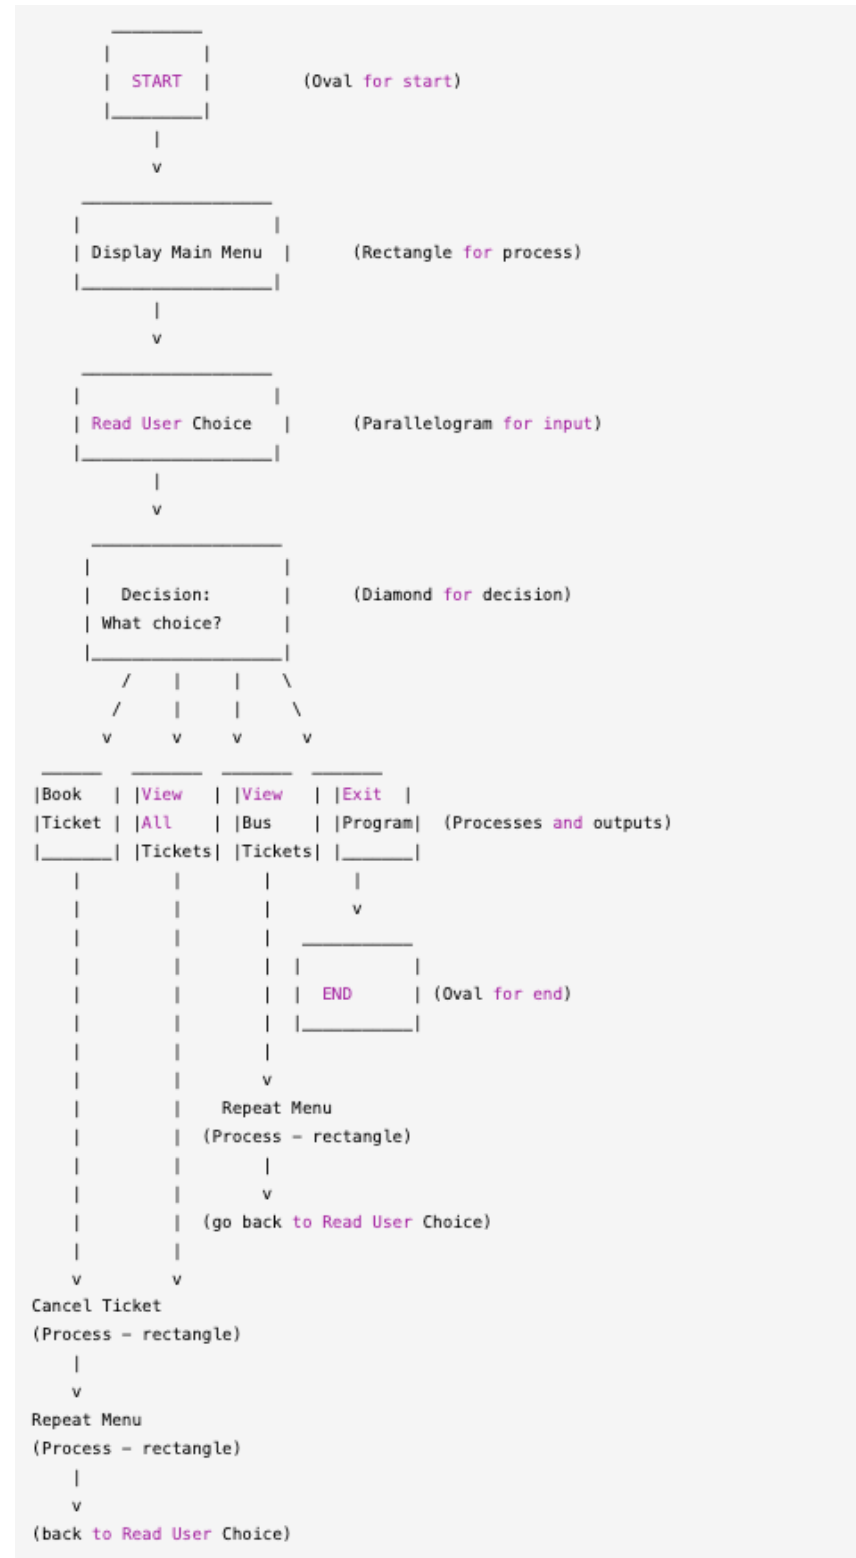 START (Oval for start)
Display Main Menu (Rectangle for process)
Read User Choice (Parallelogram for input)
Decision: (Diamond for decision)
What choice?
v v v v
Book View View Exit
Ticket All Bus Program (Processes and outputs)
Tickets Tickets
v
END (Oval for end)
v
Repeat Menu
(Process – rectangle)
v
(go back to Read User Choice)
v v
Cancel Ticket
(Process – rectangle)
v
Repeat Menu
(Process – rectangle)
v
(back to Read User Choice)